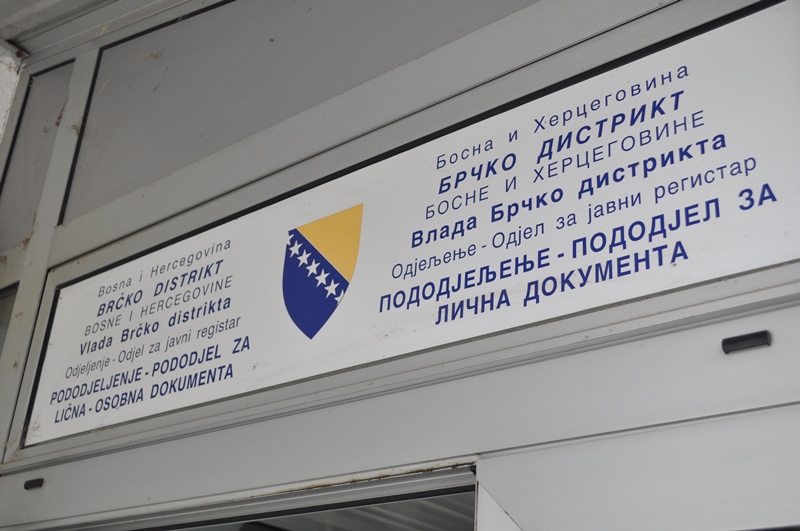 Bosna i Hercegovina
BRČKO DISTRIKT
BOSNE I HERCEGOVINE
Vlada Brčko distrikta
Odjeljenje - Odjel za javni registar
PODODJELJENJE - PODODJEL ZA
LIČNA - OSOBNA DOKUMENTA
Босна и Херцеговина
БРЧКО ДИСТРИКТ
БОСНЕ И ХЕРЦЕГОВИНЕ
Влада Брчко дистрикта
Одјељење - Одјел за јавни регистар
ПОДОДЈЕЉЕЊЕ - ПОДОДЈЕЛ ЗА
ЛИЧНА ДОКУМЕНТА